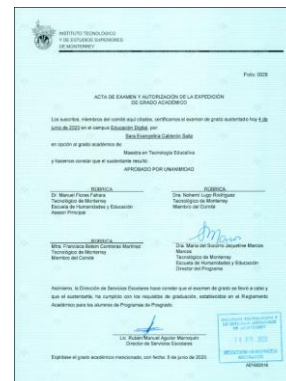 INSTITUTO TECNOLÓGICO
Y DE ESTUDIOS SUPERIORES
DE MONTERREY
Folio: 0028
ACTA DE EXAMEN Y AUTORIZACIÓN DE LA EXPEDICIÓN
DE GRADO ACADÉMICO
Los suscritos, miembros del comité aquí citados, certificamos el examen de grado sustentado hoy 4 de
junio de 2020 en el campus Educación Digital, por
Sara Evangelina Calderón Saila
en opción al grado académico de:
Maestra en Tecnología Educativa
y hacemos constar que el sustentante resultó:
APROBADO POR UNANIMIDAD
RÚBRICA
Dr. Manuel Flores Fahara
Tecnológico de Monterrey
Escuela de Humanidades y Educación
Asesor Principal
RÚBRICA
Dra. Nohemí Lugo Rodríguez
Tecnológico de Monterrey
Miembro del Comité
RÚBRICA
Mtra. Francisca Belem Contreras Martínez
Tecnológico de Monterrey
Miembro del Comité
Dra. María del Socorro Jaqueline Marcos
Marcos
Tecnológico de Monterrey
Escuela de Humanidades y Educación
Director del Programa
Asimismo, la Dirección de Servicios Escolares hace constar que el examen de grado se llevó a cabo y
que el sustentante, ha cumplido con los requisitos de graduación, establecidos en el Reglamento
Académico para los alumnos de Programas de Posgrado.
Lic. Rubén Manuel Aguilar Marroquín
Director de Servicios Escolares
Expídase el grado académico mencionado, con fecha: 8 de junio de 2020.